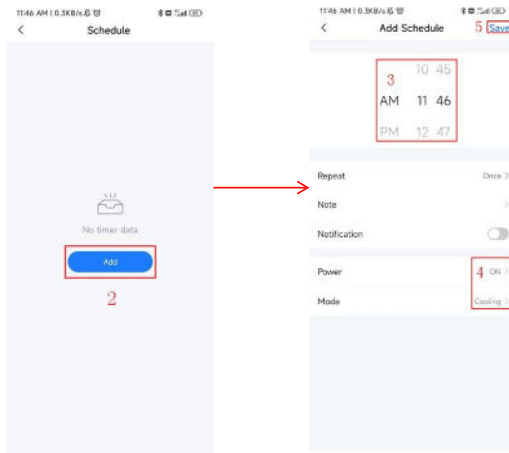 11:46 AM | 0.3KB/s
Schedule
No timer data
Add
2
11:46 AM | 0.3KB/s
Add Schedule
5 Save
3
10 45
AM 11 46
PM 12 47
Repeat Once
Note
Notification
Power 4 ON
Mode Cooling